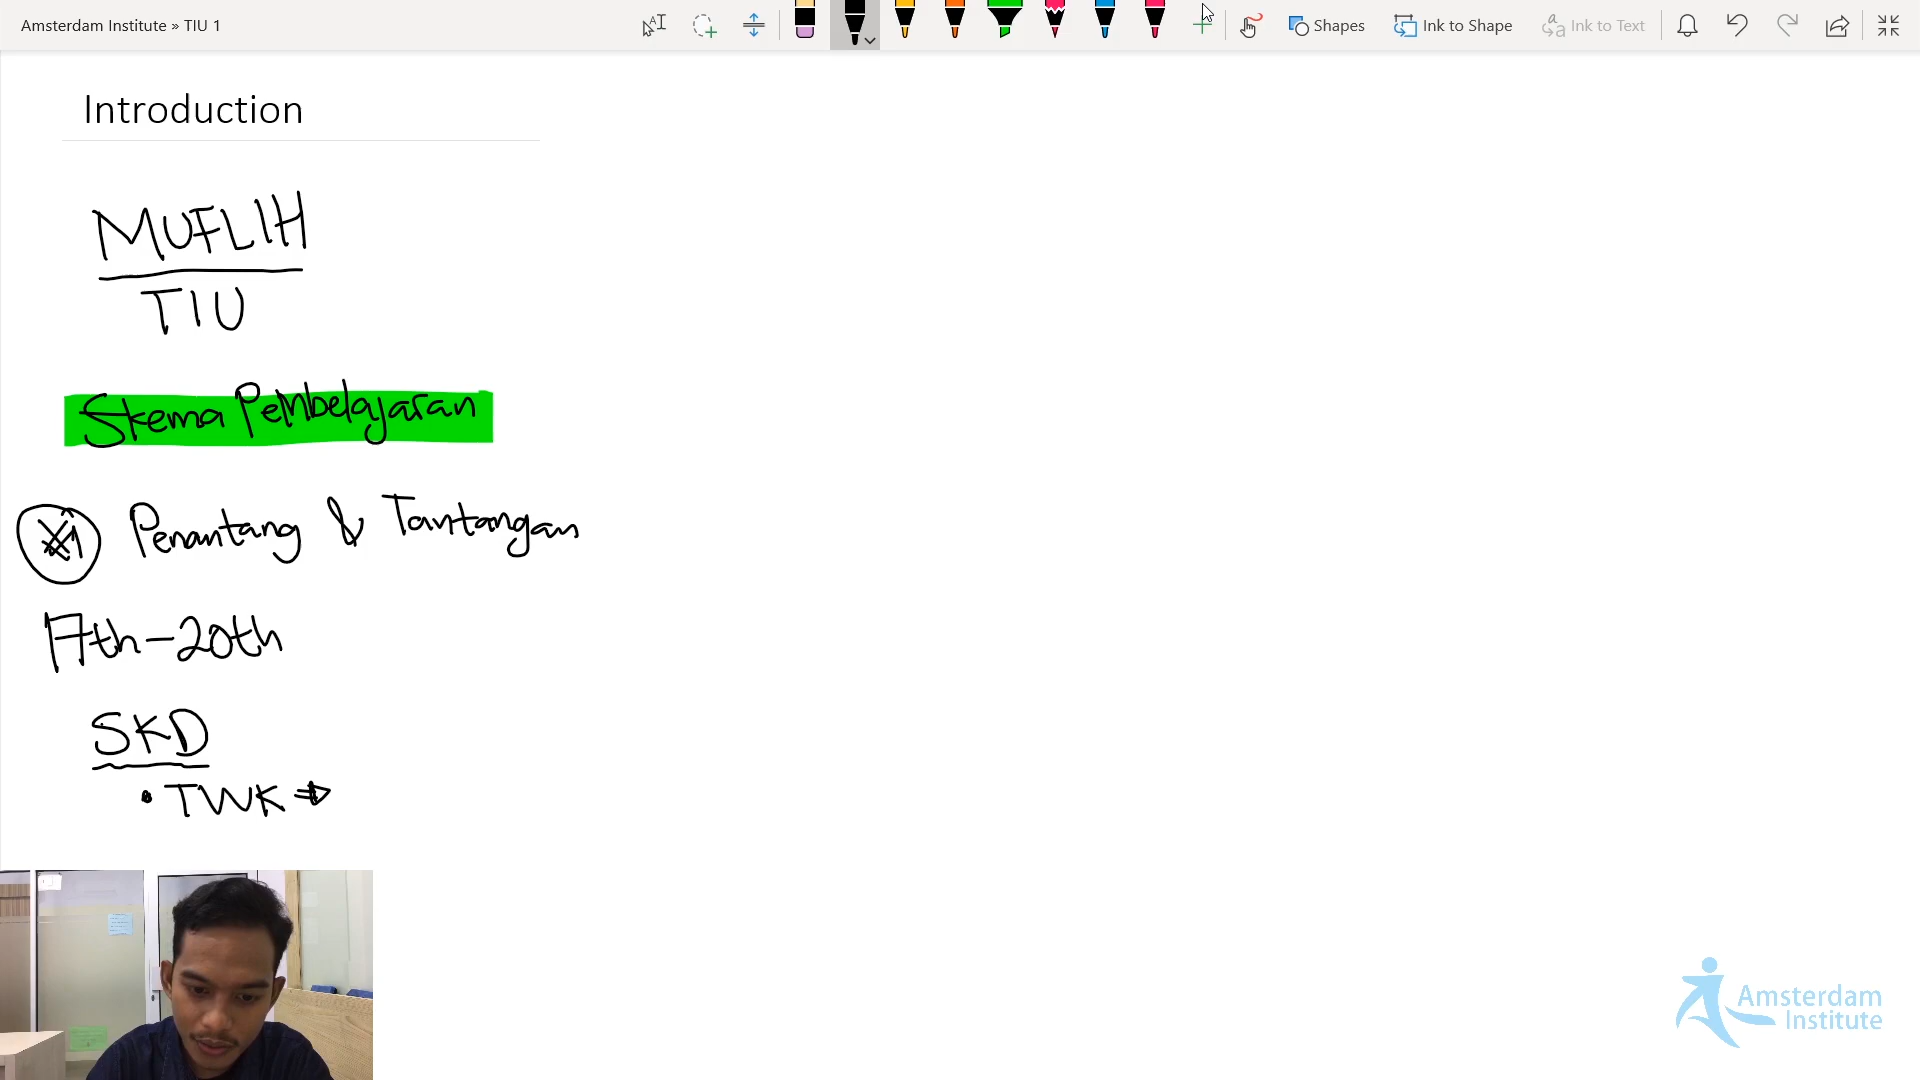 Amsterdam Institute » TIU 1
Shapes
Ink to Shape
Ink to Text
Introduction
MUFLIH
TIU
Skema Pembelajaran
Penantang & Tantangan
17th-20th
SKD
• TWK ⇒
Amsterdam
Institute